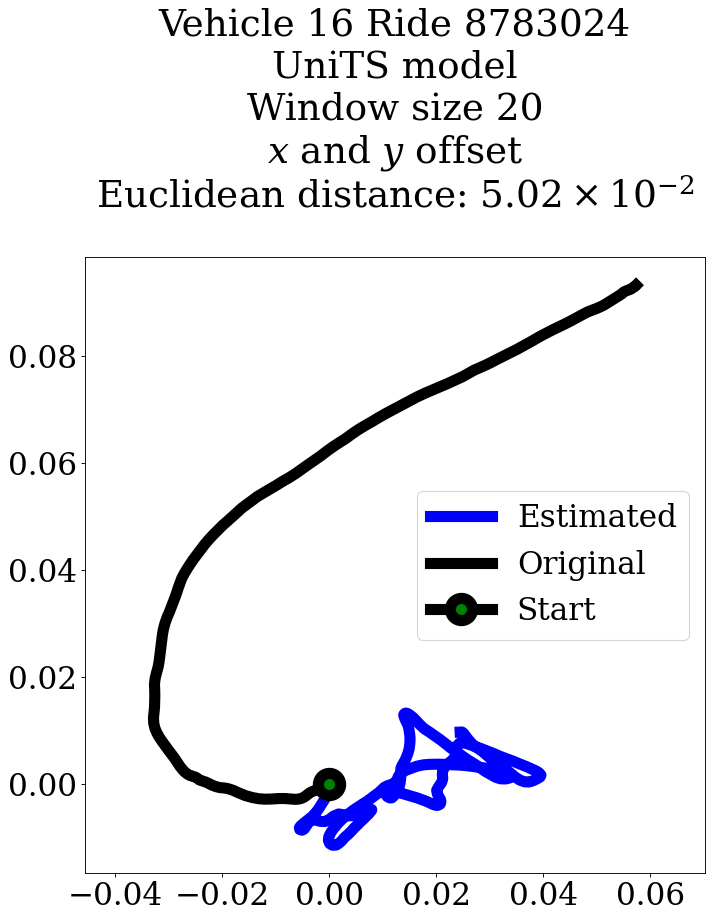 Vehicle 16 Ride 8783024
UniTS model
Window size 20
x and y offset
Euclidean distance: 5.02 × 10⁻²
0.08
0.06
0.04
0.02
0.00
Estimated
Original
Start
−0.04 −0.02 0.00 0.02 0.04 0.06